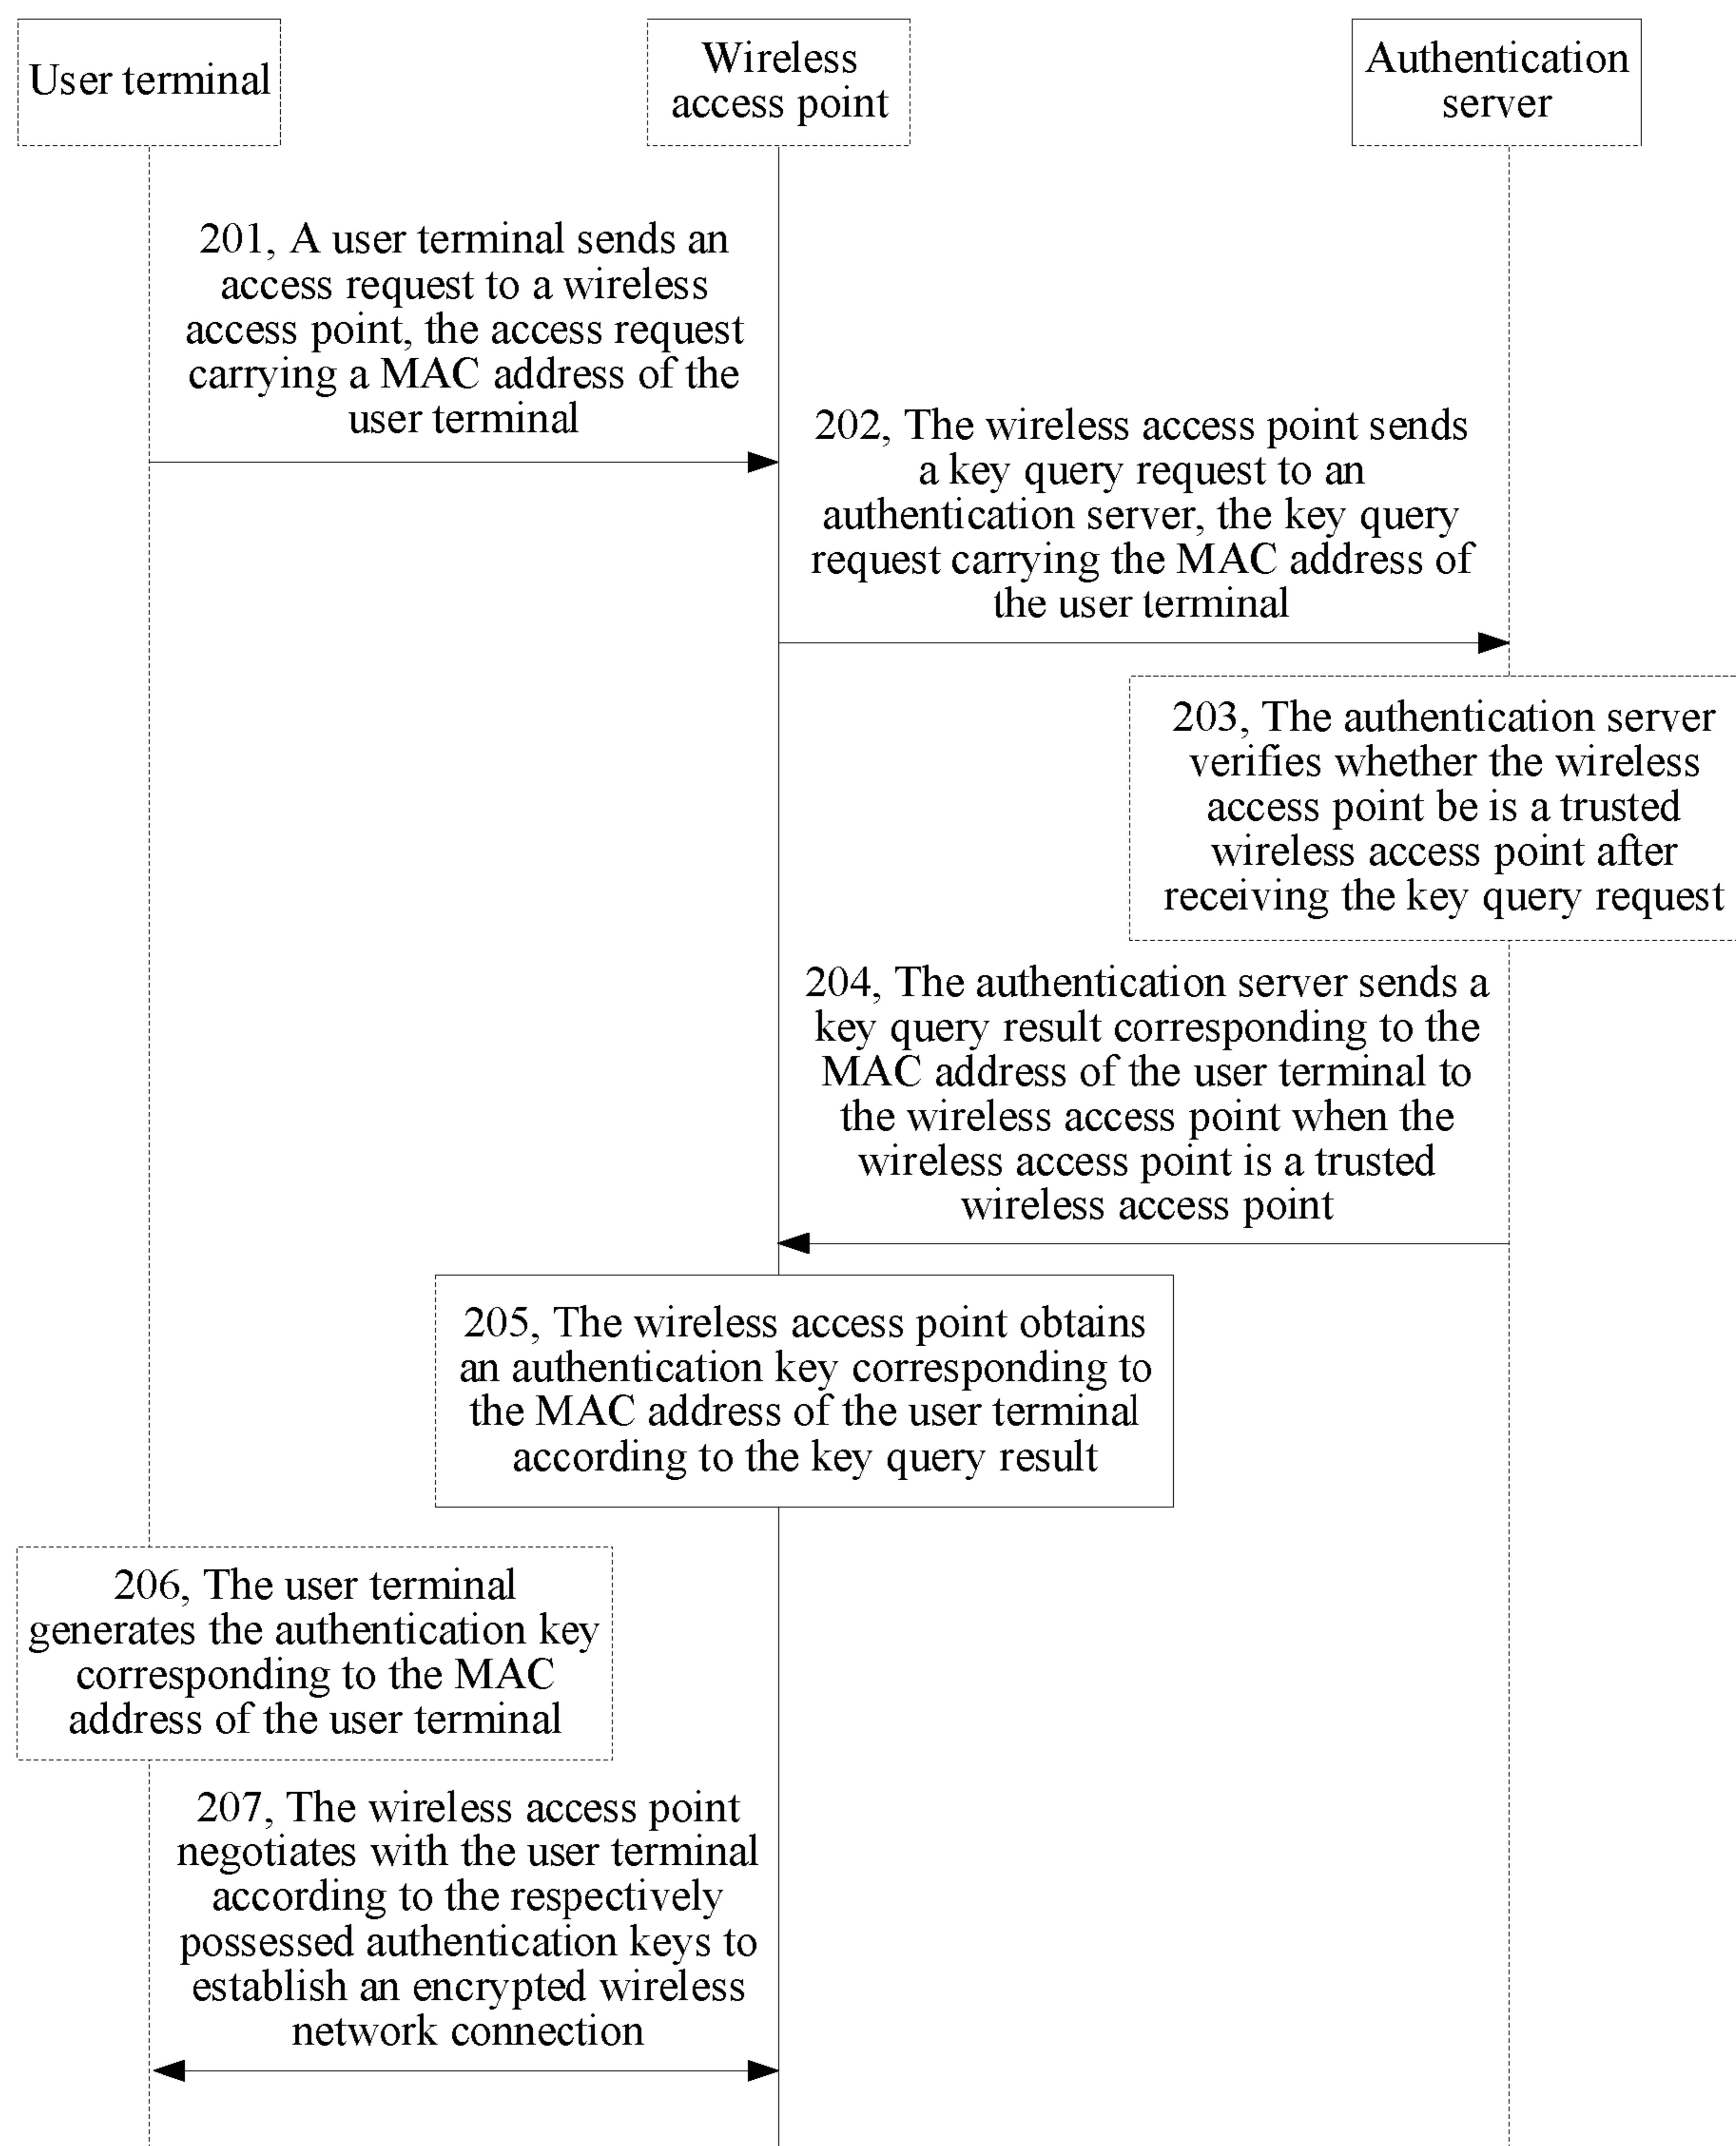 User terminal
Wireless
access point
Authentication
server
201, A user terminal sends an
access request to a wireless
access point, the access request
carrying a MAC address of the
user terminal
202, The wireless access point sends
a key query request to an
authentication server, the key query
request carrying the MAC address of
the user terminal
203, The authentication server
verifies whether the wireless
access point be is a trusted
wireless access point after
receiving the key query request
204, The authentication server sends a
key query result corresponding to the
MAC address of the user terminal to
the wireless access point when the
wireless access point is a trusted
wireless access point
205, The wireless access point obtains
an authentication key corresponding to
the MAC address of the user terminal
according to the key query result
206, The user terminal
generates the authentication key
corresponding to the MAC
address of the user terminal
207, The wireless access point
negotiates with the user terminal
according to the respectively
possessed authentication keys to
establish an encrypted wireless
network connection